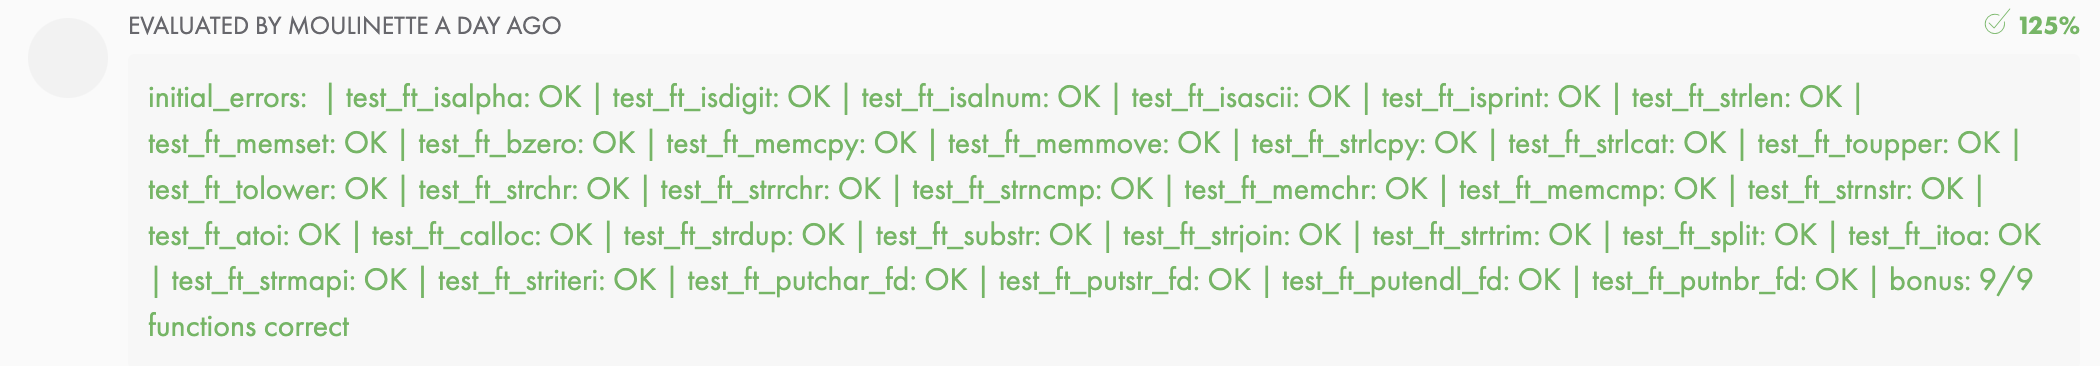 EVALUATED BY MOULINETTE A DAY AGO
125%
initial_errors: | test_ft_isalpha: OK | test_ft_isdigit: OK | test_ft_isalnum: OK | test_ft_isascii: OK | test_ft_isprint: OK | test_ft_strlen: OK |
test_ft_memset: OK | test_ft_bzero: OK | test_ft_memcpy: OK | test_ft_memmove: OK | test_ft_strlcpy: OK | test_ft_strlcat: OK | test_ft_toupper: OK |
test_ft_tolower: OK | test_ft_strchr: OK | test_ft_strrchr: OK | test_ft_strncmp: OK | test_ft_memchr: OK | test_ft_memcmp: OK | test_ft_strnstr: OK |
test_ft_atoi: OK | test_ft_calloc: OK | test_ft_strdup: OK | test_ft_substr: OK | test_ft_strjoin: OK | test_ft_strtrim: OK | test_ft_split: OK | test_ft_itoa: OK
| test_ft_strmapi: OK | test_ft_striteri: OK | test_ft_putchar_fd: OK | test_ft_putstr_fd: OK | test_ft_putendl_fd: OK | test_ft_putnbr_fd: OK | bonus: 9/9
functions correct